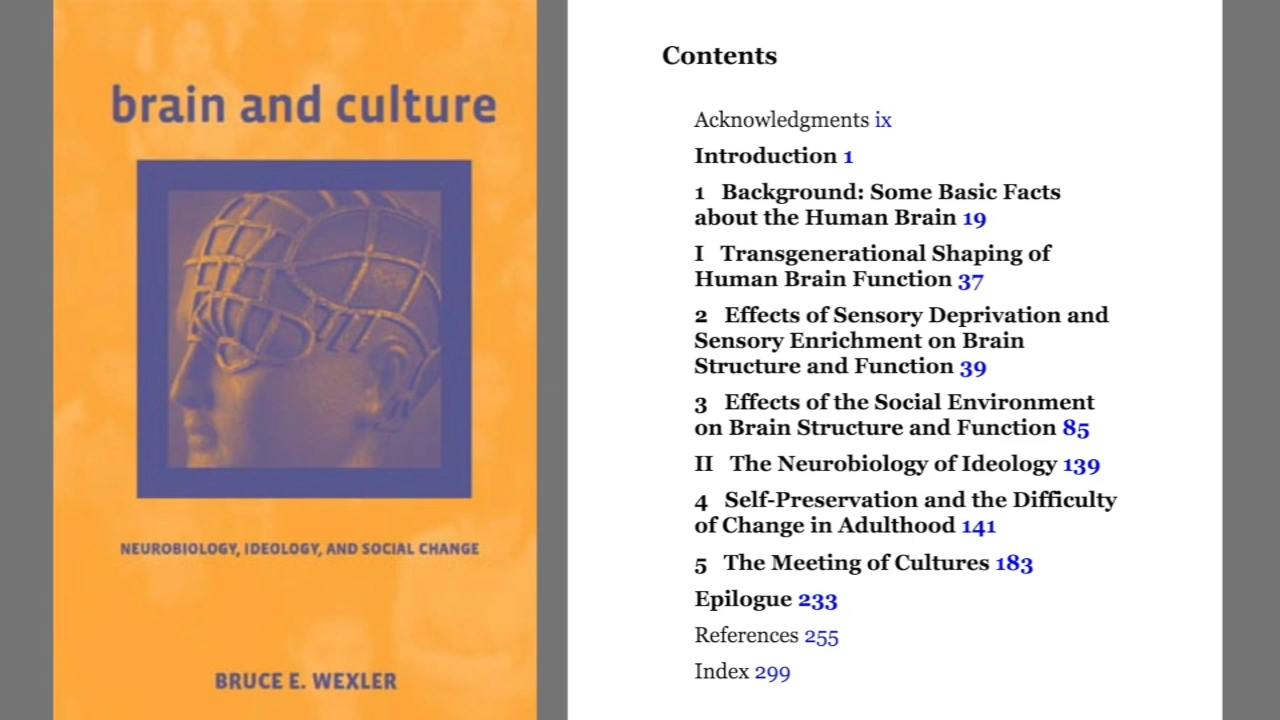 brain and culture
NEUROBIOLOGY, IDEOLOGY, AND SOCIAL CHANGE
BRUCE E. WEXLER
Contents
Acknowledgments ix
Introduction 1
1 Background: Some Basic Facts
about the Human Brain 19
I Transgenerational Shaping of
Human Brain Function 37
2 Effects of Sensory Deprivation and
Sensory Enrichment on Brain
Structure and Function 39
3 Effects of the Social Environment
on Brain Structure and Function 85
II The Neurobiology of Ideology 139
4 Self-Preservation and the Difficulty
of Change in Adulthood 141
5 The Meeting of Cultures 183
Epilogue 233
References 255
Index 299